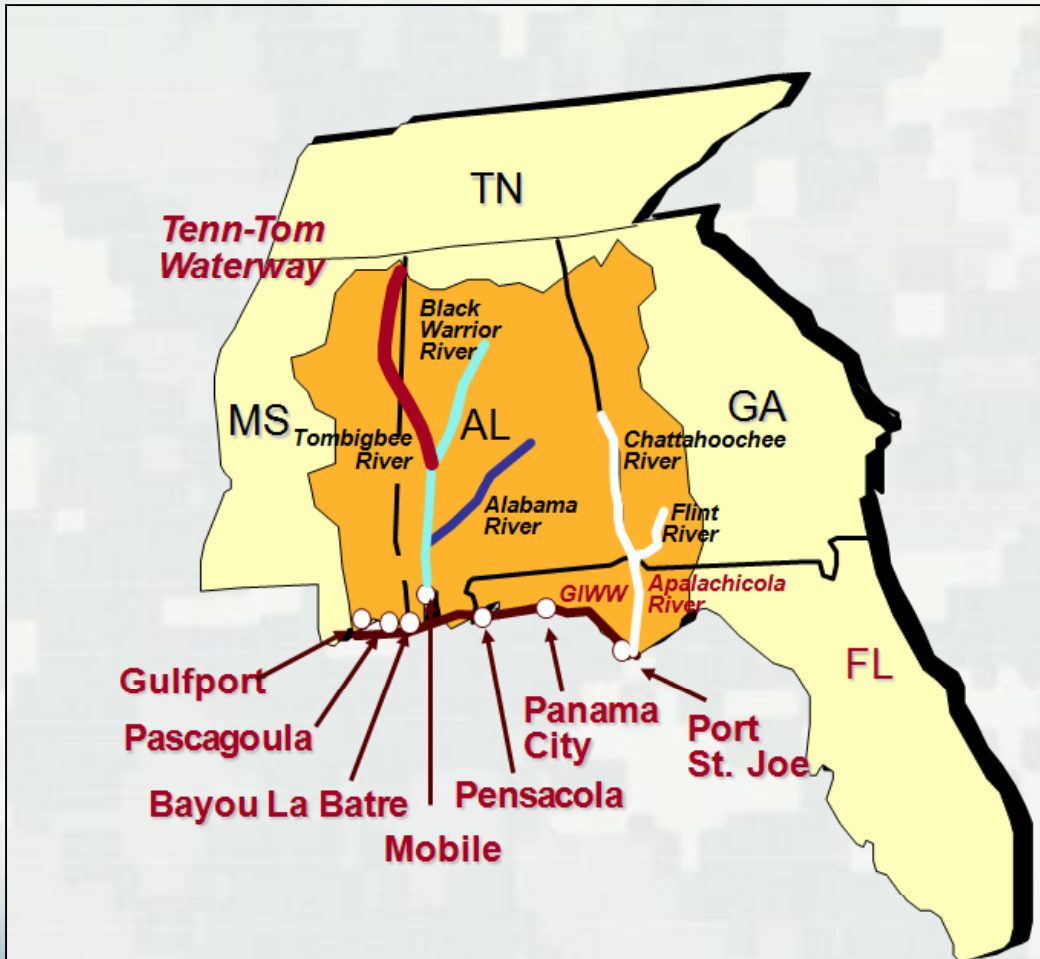 TN
Tenn-Tom
Waterway
Black
Warrior
River
MS
AL
GA
Tombigbee
River
Chattahoochee
River
Alabama
River
Flint
River
GIWW
Apalachicola
River
FL
Gulfport
Pascagoula
Bayou La Batre
Mobile
Pensacola
Panama
City
Port
St. Joe